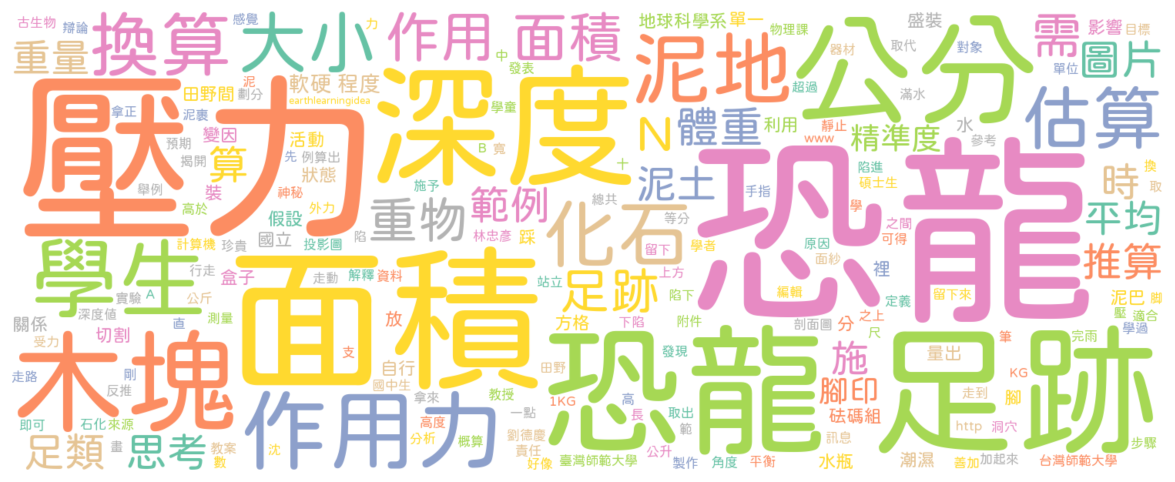 古生物
辯論
感覺
力
重量
換算
大小
作用
面積
中
發表
地球科學系
單一
物理課
器材
盛裝
取代
對象
需
影響
目標
單位
圖片
田野間
泥
劃分
軟硬
程度
earthlearningidea
學童
泥地
超過
公分
滿水
拿正
泥裏
變因
活動
壓力
深度
B
寬
N
體重
利用
靜止
www
精準度
水
參考
估算
預期
揭開
算
先
例算出
狀態
舉例
裝
神秘
施予
十
泥土
手指
陷進
碩士生
換
取
高於
假設
外力
範例
總共
化石
等分
恐龍
學
時
平均
計算機
珍貴
國立
投影圖
陷
重物
林忠彥
踩
留下
學者
原因
面紗
之間
可得
裡
推算
學生
行走
盒子
走動
解釋
資料
站立
足跡
上方
陷下
編輯
定義
留下來
泥巴
腳
實驗
A
公斤
面積
深度值
直
測量
放
方格
下陷
附件
剖面圖
分
之上
尺
壓
適合
關係
切割
受力
支
發現
施
筆
完雨
學過
木塊
走路
剛
反推
自行
國中生
田野
恐龍足跡
量出
KG
腳印
走到
腳
拿來
教授
1KG
高
長
取出
範
砝碼組
即可
石化
來源
畫
作用力
高度
一點
劉德慶
http
洞穴
足類
思考
教案
數
沈
分析
概算
責任
好像
臺灣師範大學
公升
製作
角度
平衡
訊息
水瓶
潮濕
善加
加起來
台灣師範大學
步驟